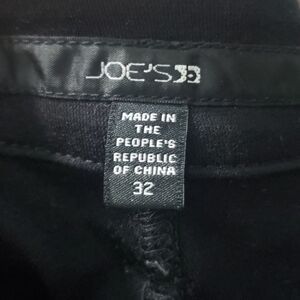 JOE'S
MADE IN
THE
PEOPLE'S
REPUBLIC
OF CHINA
32